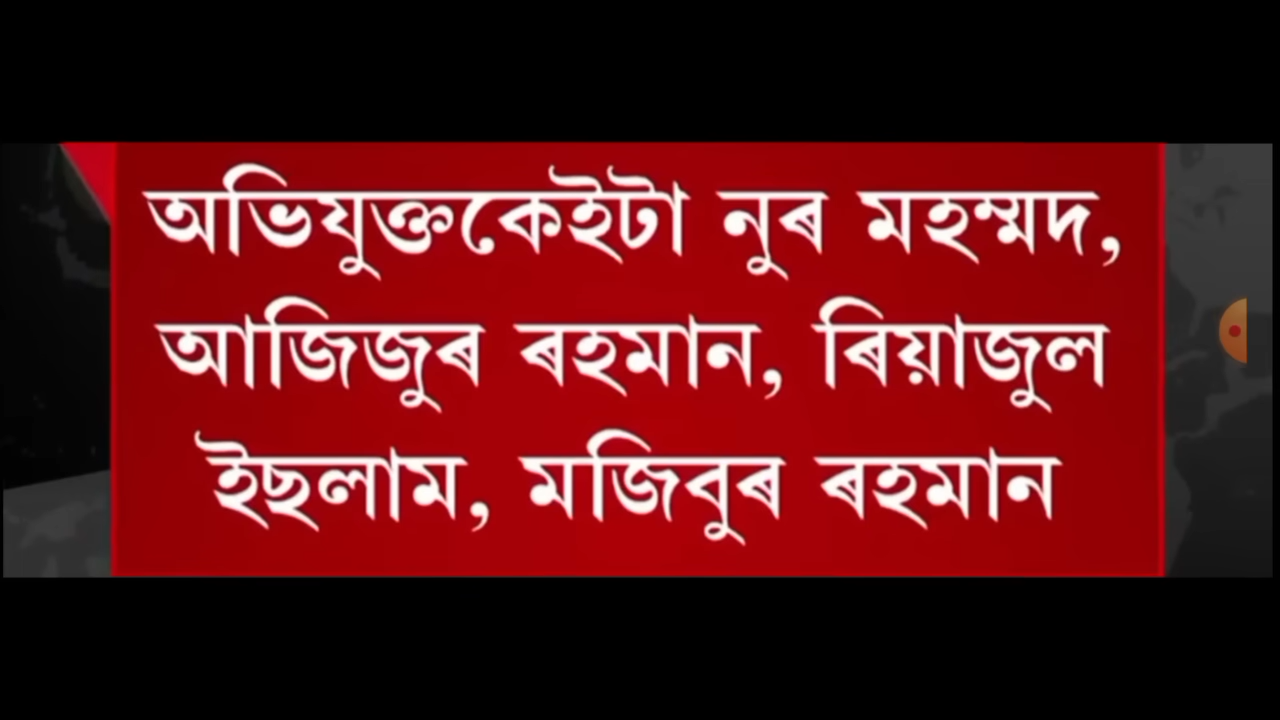 অভিযুক্তকেইটা নুৰ মহম্মদ,
আজিজুৰ ৰহমান, ৰিয়াজুল
ইছলাম, মজিবুৰ ৰহমান